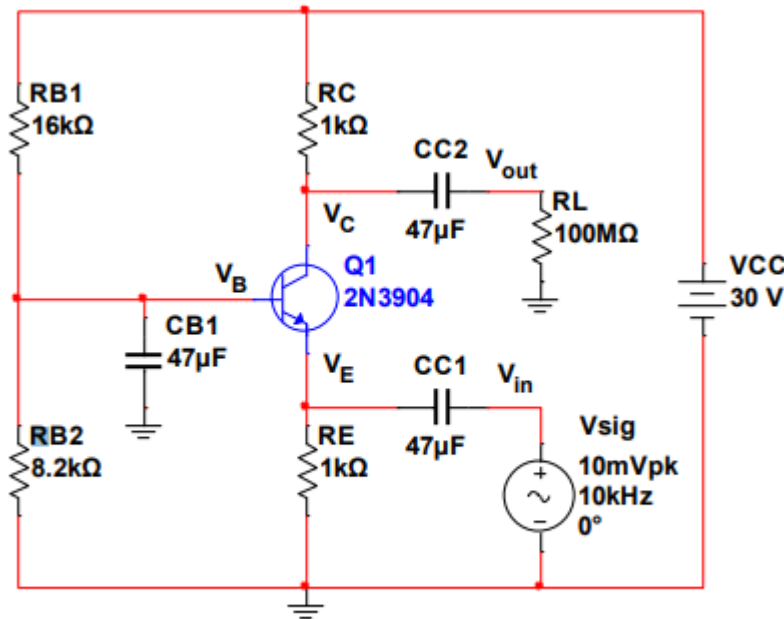 RB1
16kΩ
RC
1kΩ
CC2
47µF
Vout
RL
100MΩ
VC
VB
Q1
2N3904
VCC
30 V
CB1
47µF
VE
CC1
47µF
Vin
RB2
8.2kΩ
RE
1kΩ
Vsig
10mVpk
10kHz
0°